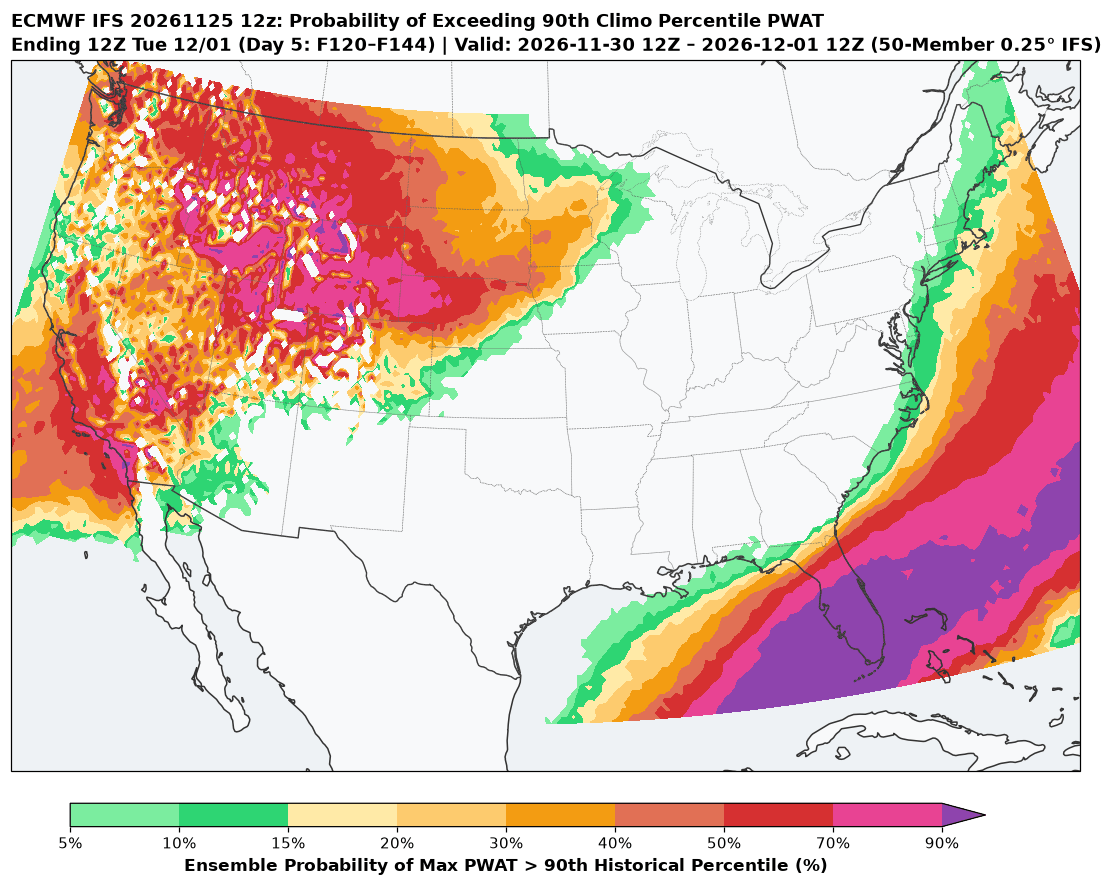 ECMWF IFS 20261125 12z: Probability of Exceeding 90th Climo Percentile PWAT
Ending 12Z Tue 12/01 (Day 5: F120–F144) | Valid: 2026-11-30 12Z – 2026-12-01 12Z (50-Member 0.25° IFS)
5% 10% 15% 20% 30% 40% 50% 70% 90%
Ensemble Probability of Max PWAT > 90th Historical Percentile (%)